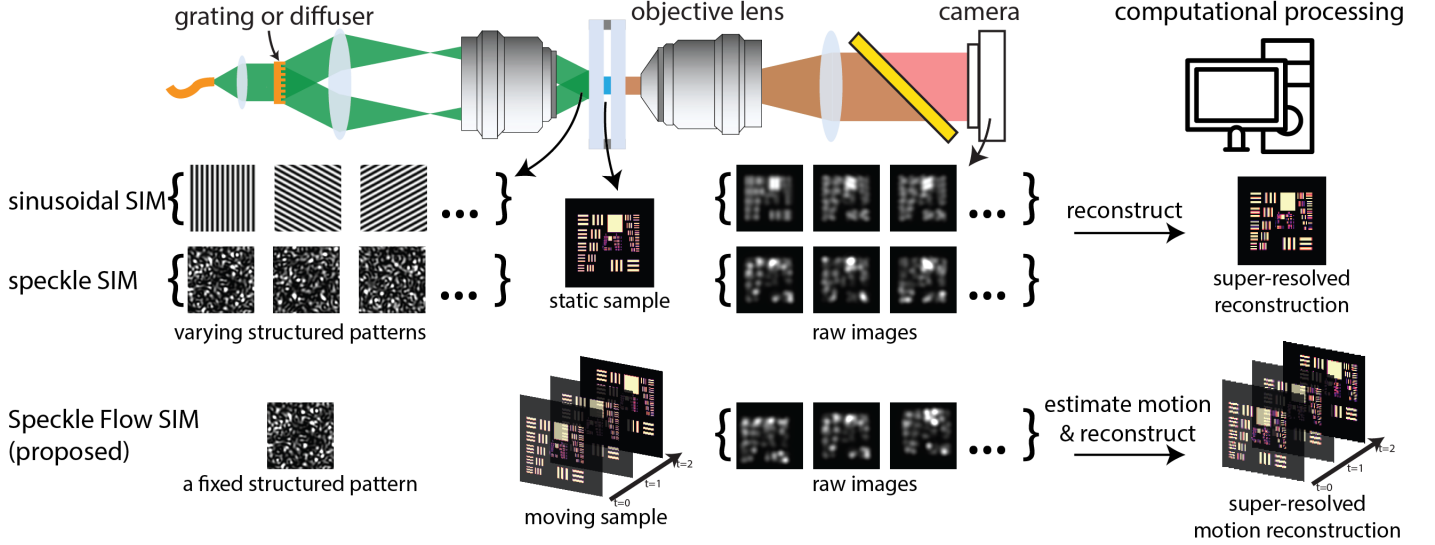 grating or diffuser
objective lens
camera
computational processing
sinusoidal SIM
{
...
}
{
...
}
reconstruct
speckle SIM
{
...
}
static sample
{
...
}
super-resolved
reconstruction
varying structured patterns
raw images
Speckle Flow SIM
(proposed)
a fixed structured pattern
t=0
t=1
t=2
moving sample
{
...
}
raw images
estimate motion
& reconstruct
t=0
t=1
t=2
super-resolved
motion reconstruction